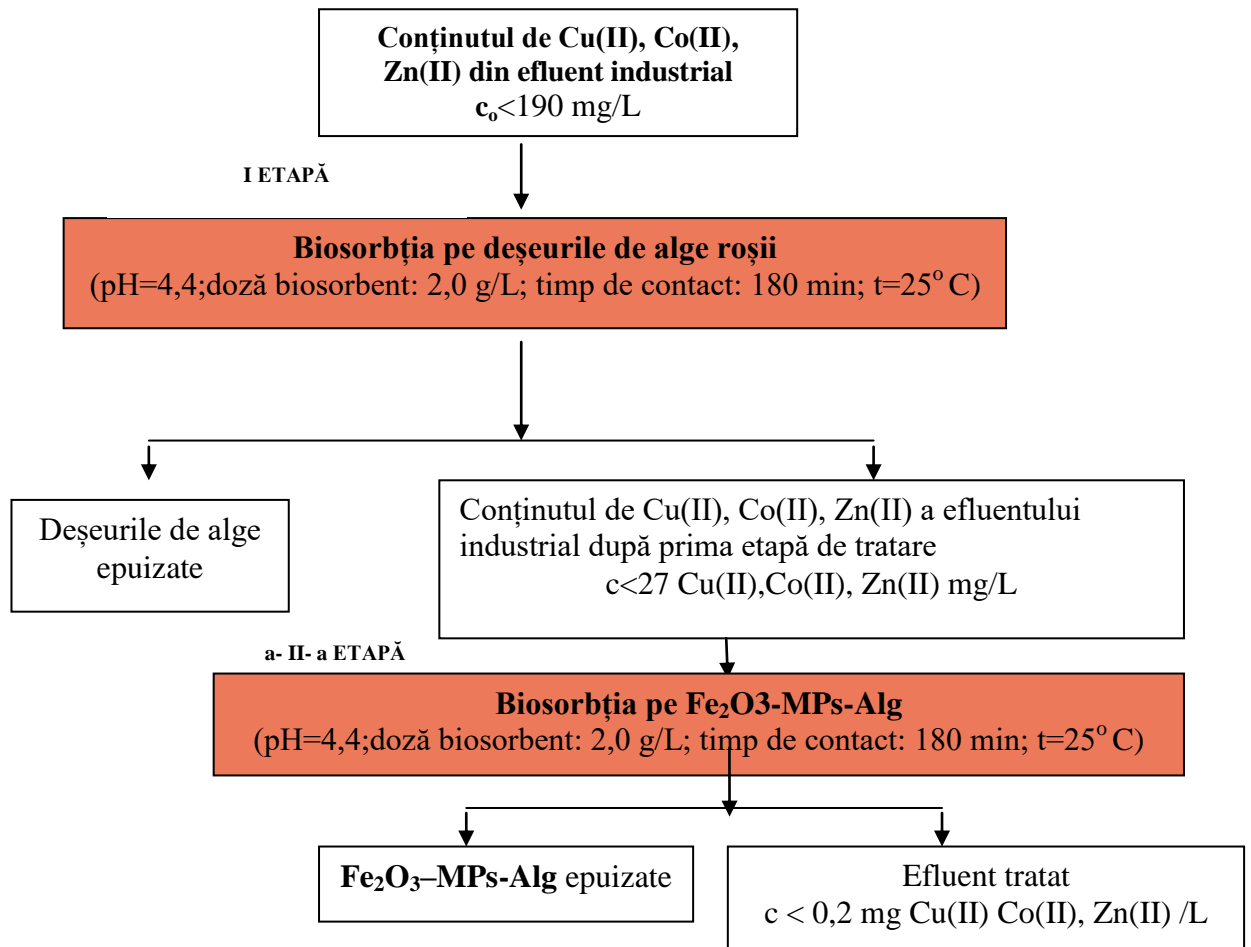 Conținutul de Cu(II), Co(II),
Zn(II) din efluent industrial
cₒ<190 mg/L
I ETAPĂ
Biosorbția pe deșeurile de alge roșii
(pH=4,4;doză biosorbent: 2,0 g/L; timp de contact: 180 min; t=25º C)
Deșeurile de alge
epuizate
Conținutul de Cu(II), Co(II), Zn(II) a efluentului
industrial după prima etapă de tratare
c<27 Cu(II),Co(II), Zn(II) mg/L
a- II- a ETAPĂ
Biosorbția pe Fe₂O3-MPs-Alg
(pH=4,4;doză biosorbent: 2,0 g/L; timp de contact: 180 min; t=25º C)
Fe₂O₃–MPs-Alg epuizate
Efluent tratat
c < 0,2 mg Cu(II) Co(II), Zn(II) /L